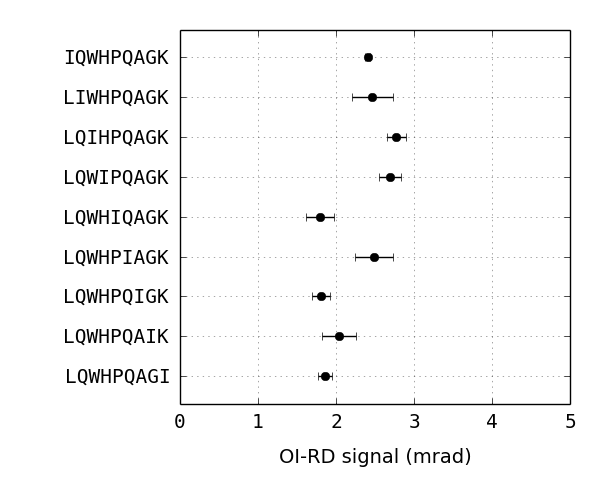 IQWHPQAGK
LIWHPQAGK
LQIHPQAGK
LQWIPQAGK
LQWHIQAGK
LQWHPIAGK
LQWHPQIGK
LQWHPQAIK
LQWHPQAGI
0 1 2 3 4 5
OI-RD signal (mrad)